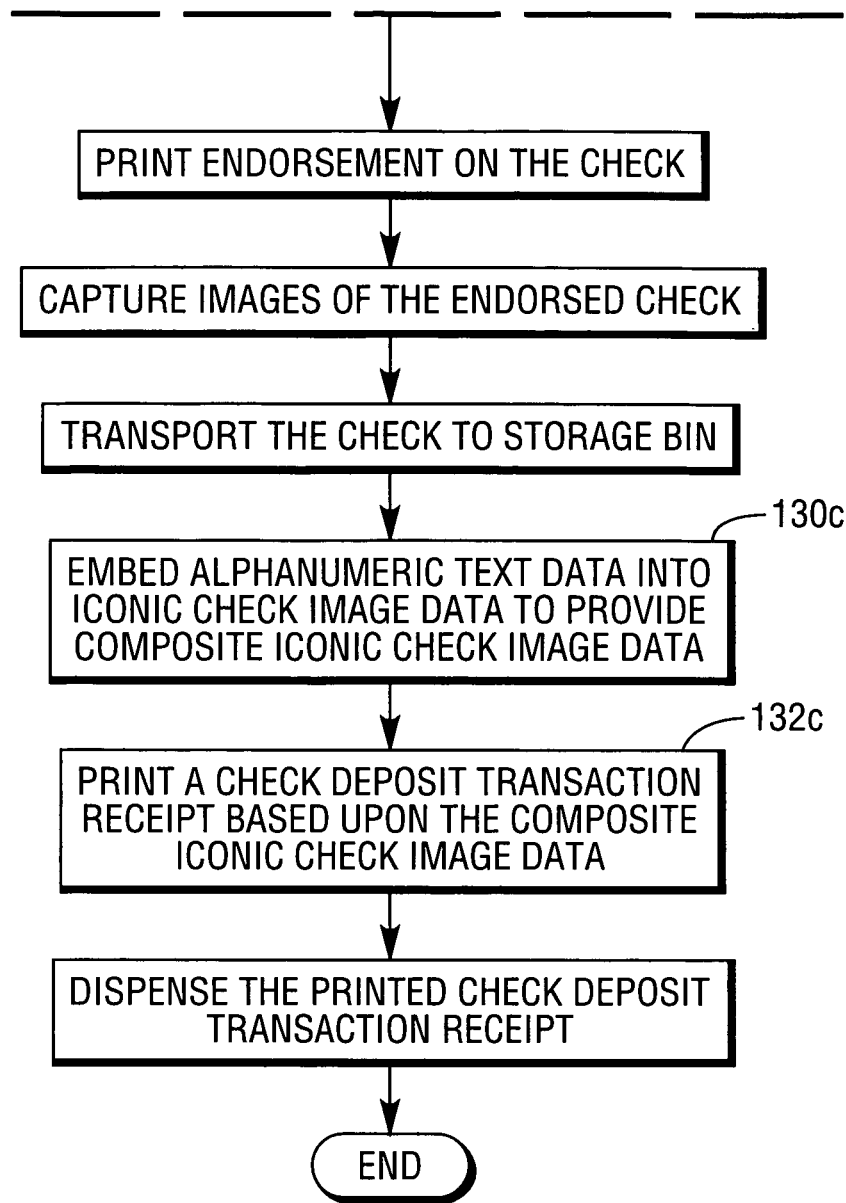 PRINT ENDORSEMENT ON THE CHECK
CAPTURE IMAGES OF THE ENDORSED CHECK
TRANSPORT THE CHECK TO STORAGE BIN
130c
EMBED ALPHANUMERIC TEXT DATA INTO
ICONIC CHECK IMAGE DATA TO PROVIDE
COMPOSITE ICONIC CHECK IMAGE DATA
132c
PRINT A CHECK DEPOSIT TRANSACTION
RECEIPT BASED UPON THE COMPOSITE
ICONIC CHECK IMAGE DATA
DISPENSE THE PRINTED CHECK DEPOSIT
TRANSACTION RECEIPT
END